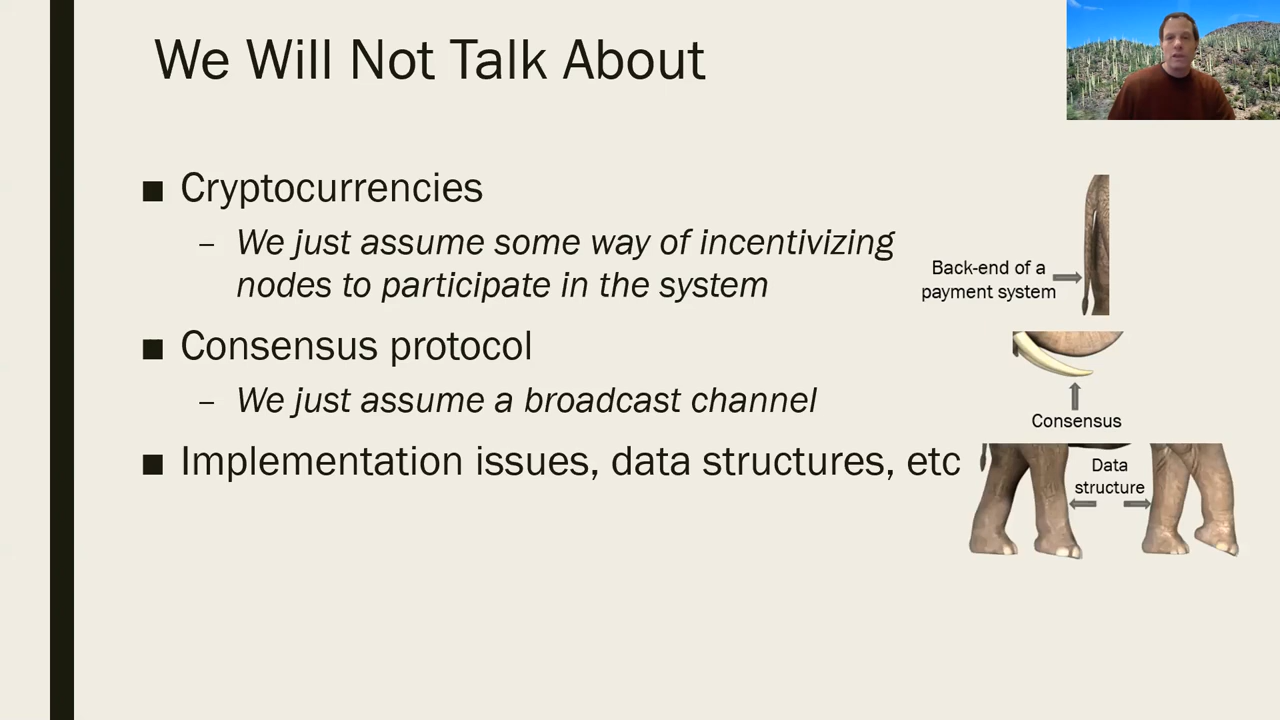 We Will Not Talk About
■ Cryptocurrencies
– We just assume some way of incentivizing
nodes to participate in the system
■ Consensus protocol
– We just assume a broadcast channel
■ Implementation issues, data structures, etc
Back-end of a
payment system
Consensus
Data
structure